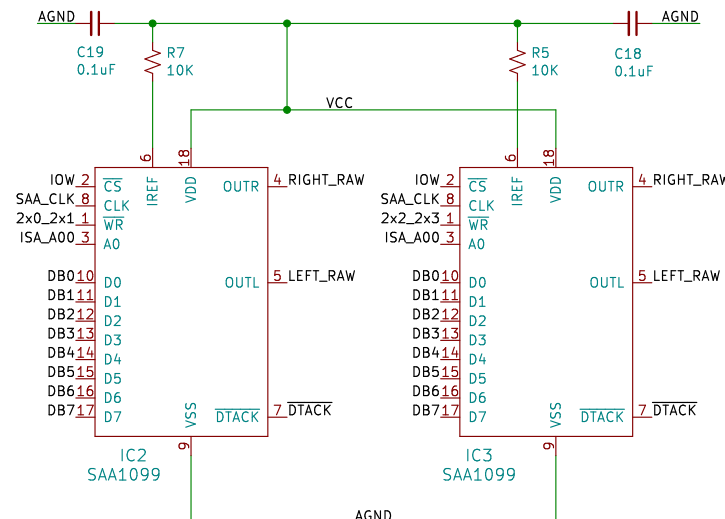 AGND AGND
C19 R7 R5 C18
0.1uF 10K 10K 0.1uF
VCC
6 18 6 18
IOW 2 CS IREF VDD OUTR 4 RIGHT_RAW IOW 2 CS IREF VDD OUTR 4 RIGHT_RAW
SAA_CLK 8 CLK SAA_CLK 8 CLK
2x0_2x1 1 WR 2x2_2x3 1 WR
ISA_A00 3 A0 ISA_A00 3 A0
DB0 10 D0 OUTL 5 LEFT_RAW DB0 10 D0 OUTL 5 LEFT_RAW
DB1 11 D1 DB1 11 D1
DB2 12 D2 DB2 12 D2
DB3 13 D3 DB3 13 D3
DB4 14 D4 DB4 14 D4
DB5 15 D5 DB5 15 D5
DB6 16 D6 DB6 16 D6
DB7 17 D7 VSS DTACK 7 DTACK DB7 17 D7 VSS DTACK 7 DTACK
9 9
IC2 IC3
SAA1099 SAA1099
AGND